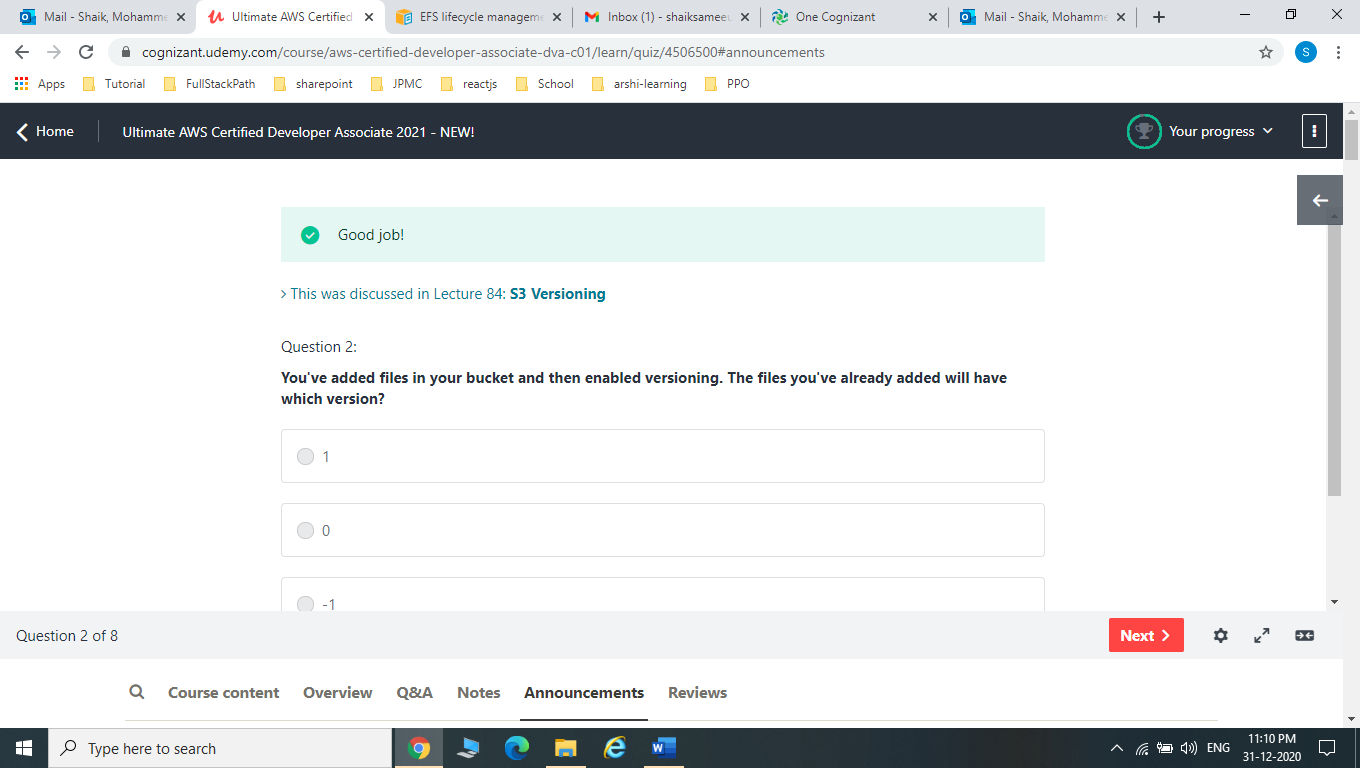 Mail - Shaik, Mohamme
Ultimate AWS Certified
EFS lifecycle manageme
Inbox (1) - shaiksameeu
One Cognizant
Mail - Shaik, Mohamme
cognizant.udemy.com/course/aws-certified-developer-associate-dva-c01/learn/quiz/4506500#announcements
S
Apps
Tutorial
FullStackPath
sharepoint
JPMC
reactjs
School
arshi-learning
PPO
Home
Ultimate AWS Certified Developer Associate 2021 - NEW!
Your progress
Good job!
> This was discussed in Lecture 84: S3 Versioning
Question 2:
You've added files in your bucket and then enabled versioning. The files you've already added will have
which version?
1
0
-1
Question 2 of 8
Next
Course content
Overview
Q&A
Notes
Announcements
Reviews
Type here to search
ENG
11:10 PM
31-12-2020